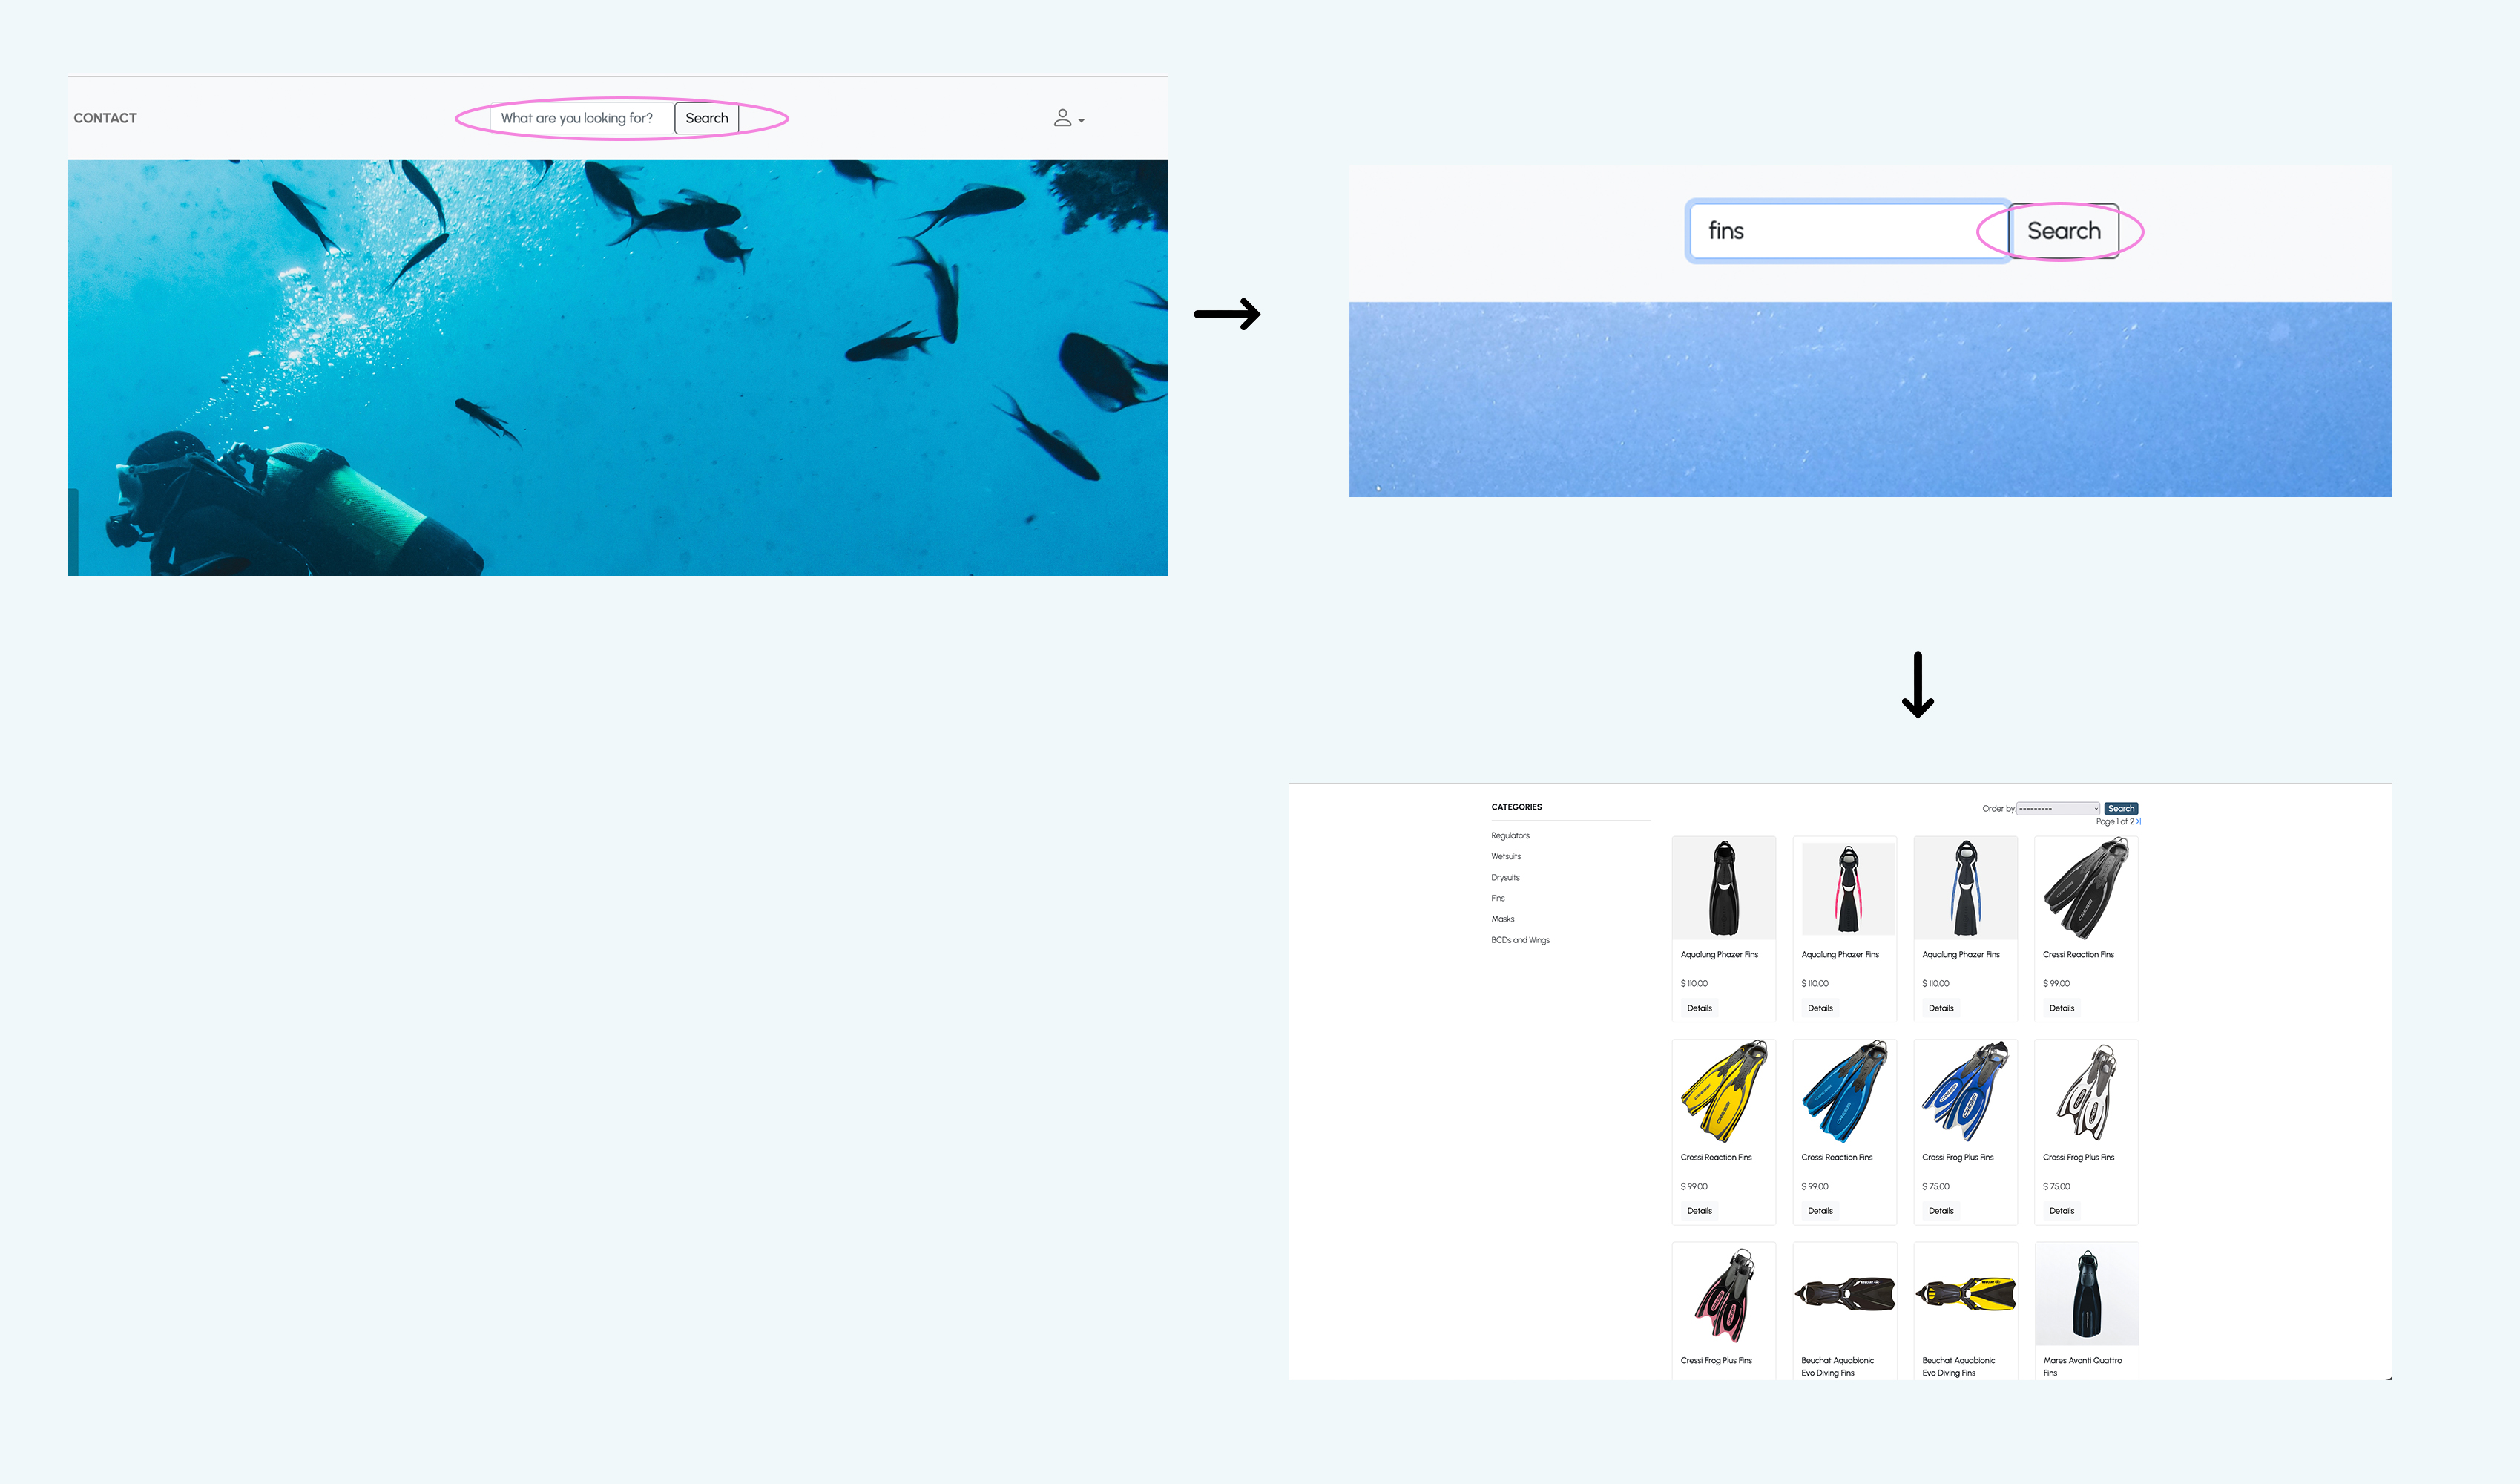 CONTACT
What are you looking for?
Search
fins
Search
CATEGORIES
Regulators
Wetsuits
Drysuits
Fins
Masks
BCDs and Wings
Order by: --------- Search
Page 1 of 2 >|
Aqualung Phazer Fins
$ 110.00
Details
Aqualung Phazer Fins
$ 110.00
Details
Aqualung Phazer Fins
$ 110.00
Details
Cressi Reaction Fins
$ 99.00
Details
Cressi Reaction Fins
$ 99.00
Details
Cressi Reaction Fins
$ 99.00
Details
Cressi Frog Plus Fins
$ 75.00
Details
Cressi Frog Plus Fins
$ 75.00
Details
Cressi Frog Plus Fins
Beuchat Aquabionic
Evo Diving Fins
Beuchat Aquabionic
Evo Diving Fins
Mares Avanti Quattro
Fins